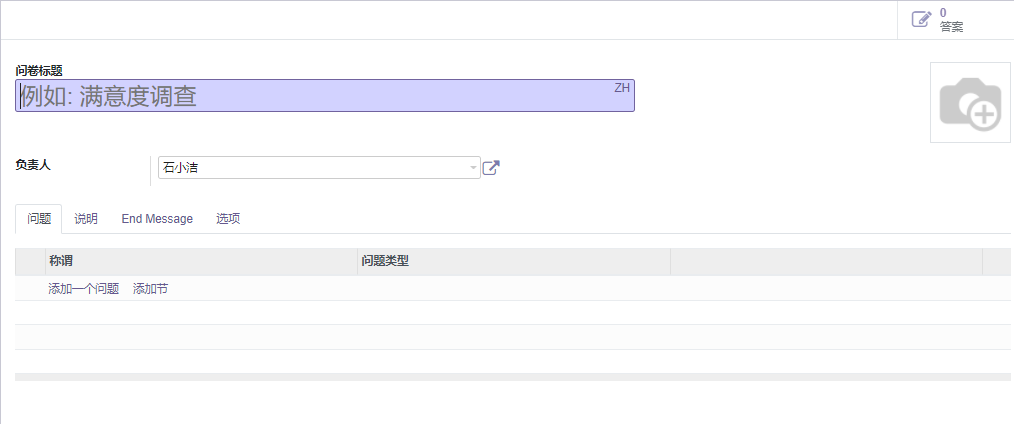 0
答案
问卷标题
例如: 满意度调查 ZH
负责人 石小洁
问题 说明 End Message 选项
称谓 问题类型
添加一个问题 添加节